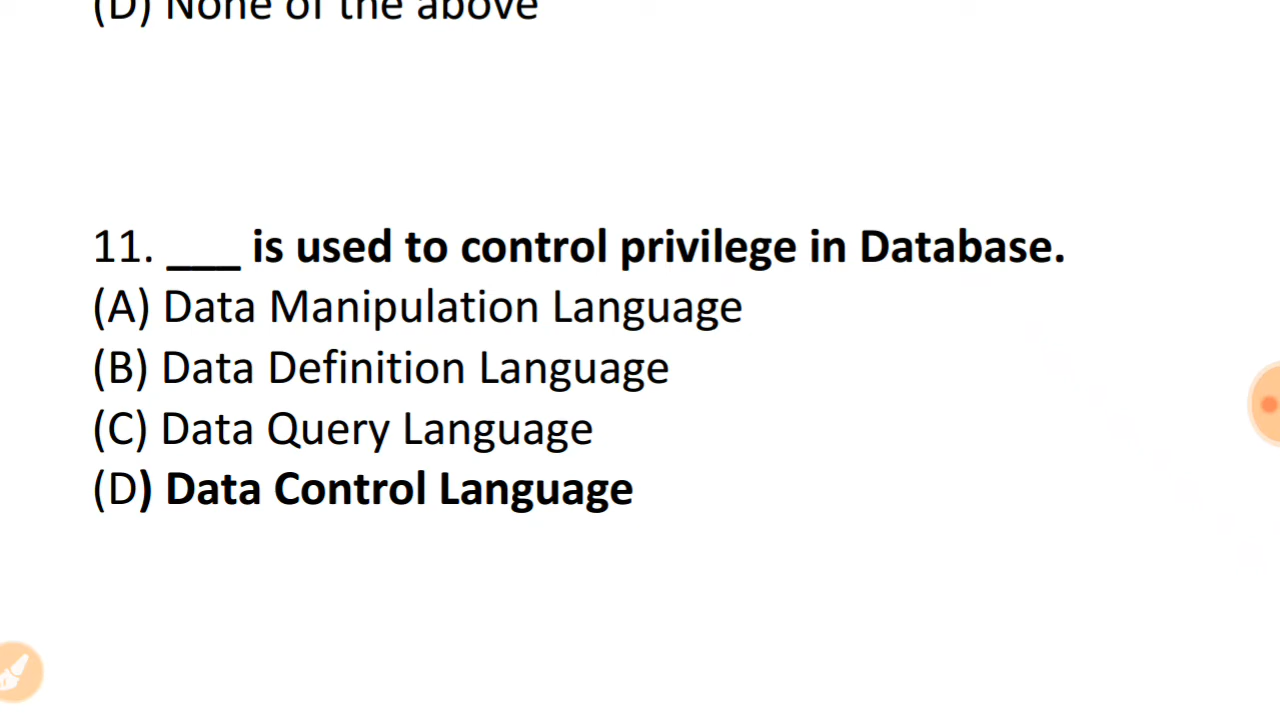 (D) None of the above
11. ___ is used to control privilege in Database.
(A) Data Manipulation Language
(B) Data Definition Language
(C) Data Query Language
(D) Data Control Language